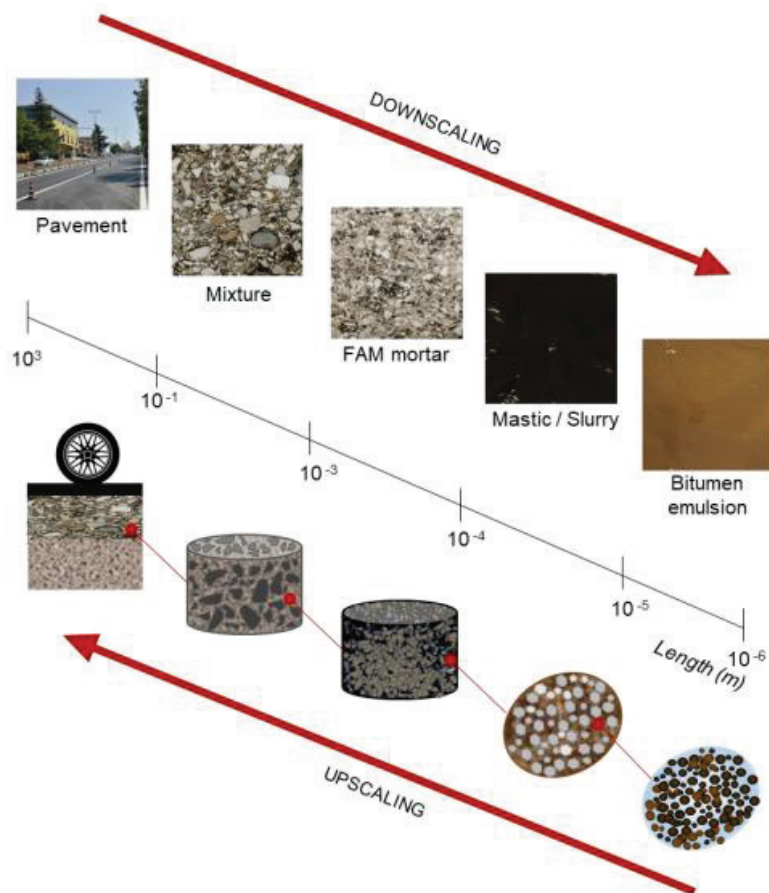 DOWNSCALING
Pavement
Mixture
FAM mortar
Mastic / Slurry
Bitumen
emulsion
10³
10⁻¹
10⁻³
10⁻⁴
10⁻⁵
10⁻⁶
Length (m)
UPSCALING